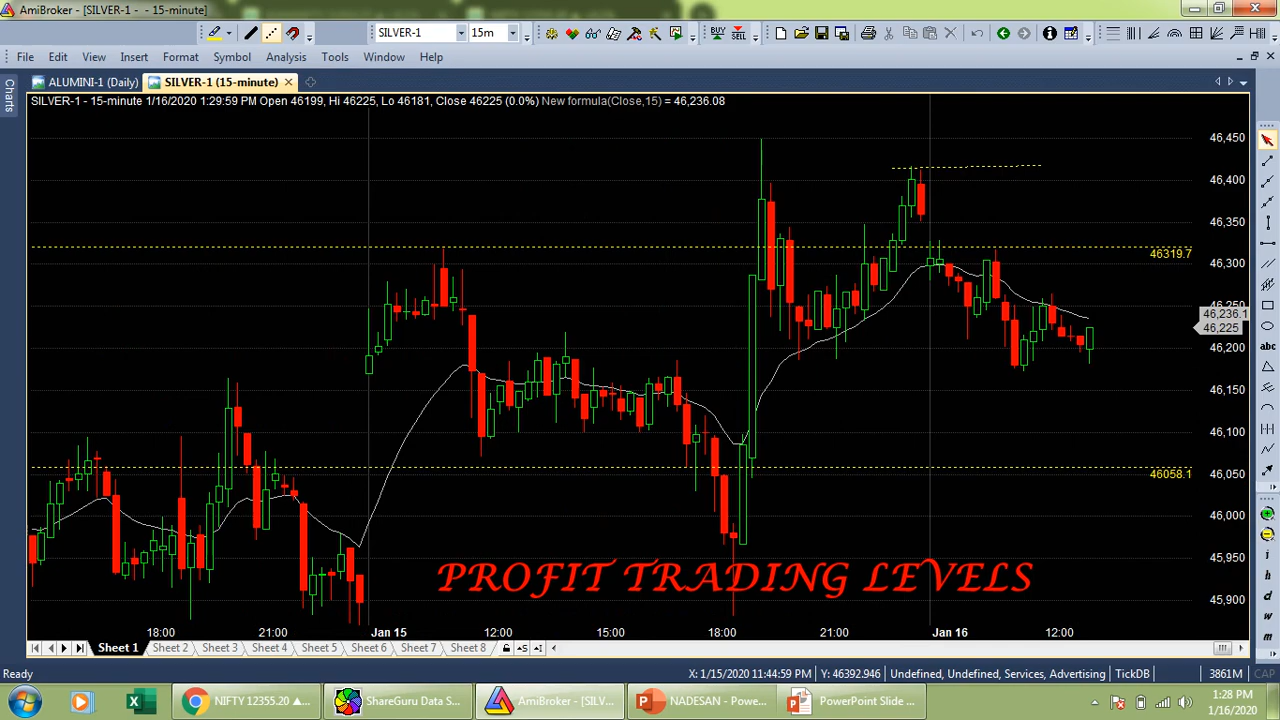 AmiBroker - [SILVER-1 - - 15-minute]
SILVER-1 15m BUY SELL
File Edit View Insert Format Symbol Analysis Tools Window Help
Charts
ALUMINI-1 (Daily) SILVER-1 (15-minute)
SILVER-1 - 15-minute 1/16/2020 1:29:59 PM Open 46199, Hi 46225, Lo 46181, Close 46225 (0.0%) New formula(Close,15) = 46,236.08
46,450
46,400
46,350
46319.7
46,300
46,250
46,236.1
46,225
46,200
46,150
46,100
46,050
46058.1
46,000
45,950
45,900
abc
PROFIT TRADING LEVELS
18:00 21:00 Jan 15 12:00 15:00 18:00 21:00 Jan 16 12:00
i
h
d
w
m
Sheet 1 Sheet 2 Sheet 3 Sheet 4 Sheet 5 Sheet 6 Sheet 7 Sheet 8
Ready X: 1/15/2020 11:44:59 PM Y: 46392.946 Undefined, Undefined, Services, Advertising TickDB 3861M CAP
NIFTY 12355.20 ▲... ShareGuru Data S... AmiBroker - [SILV... NADESAN - Powe... PowerPoint Slide ...
1:28 PM
1/16/2020